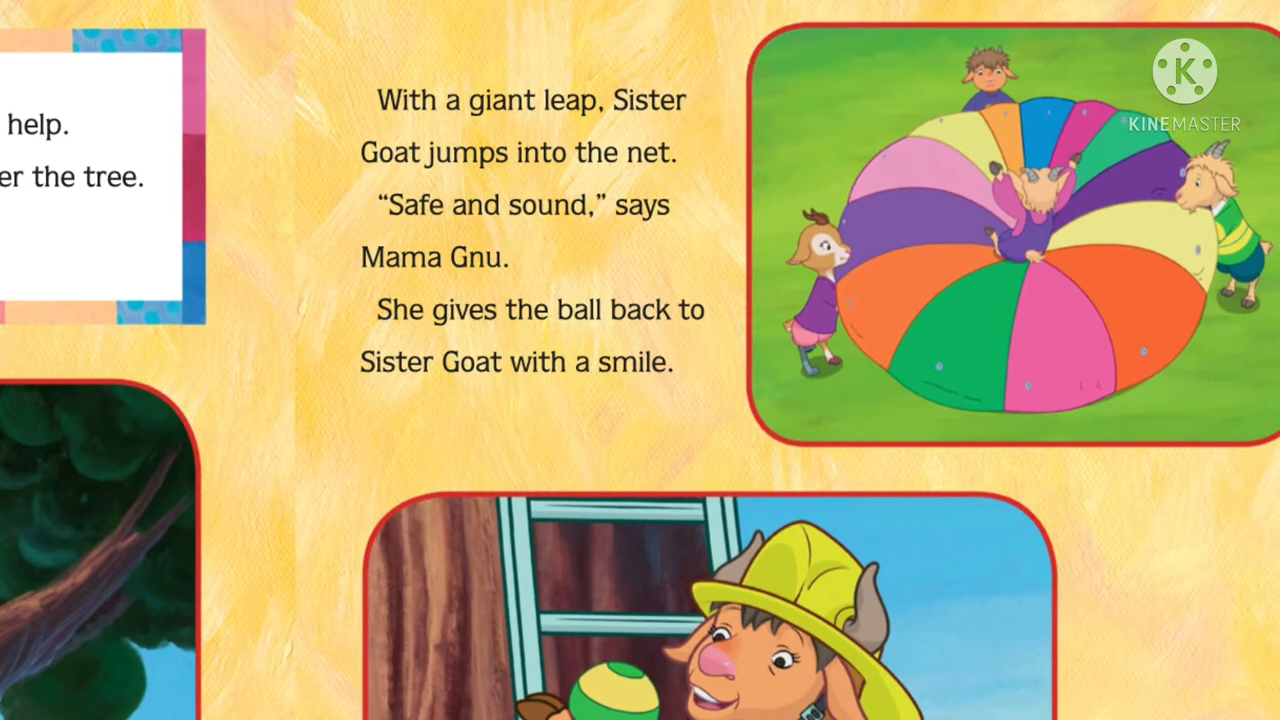 help.
er the tree.
With a giant leap, Sister
Goat jumps into the net.
“Safe and sound,” says
Mama Gnu.
She gives the ball back to
Sister Goat with a smile.
K
KINEMASTER